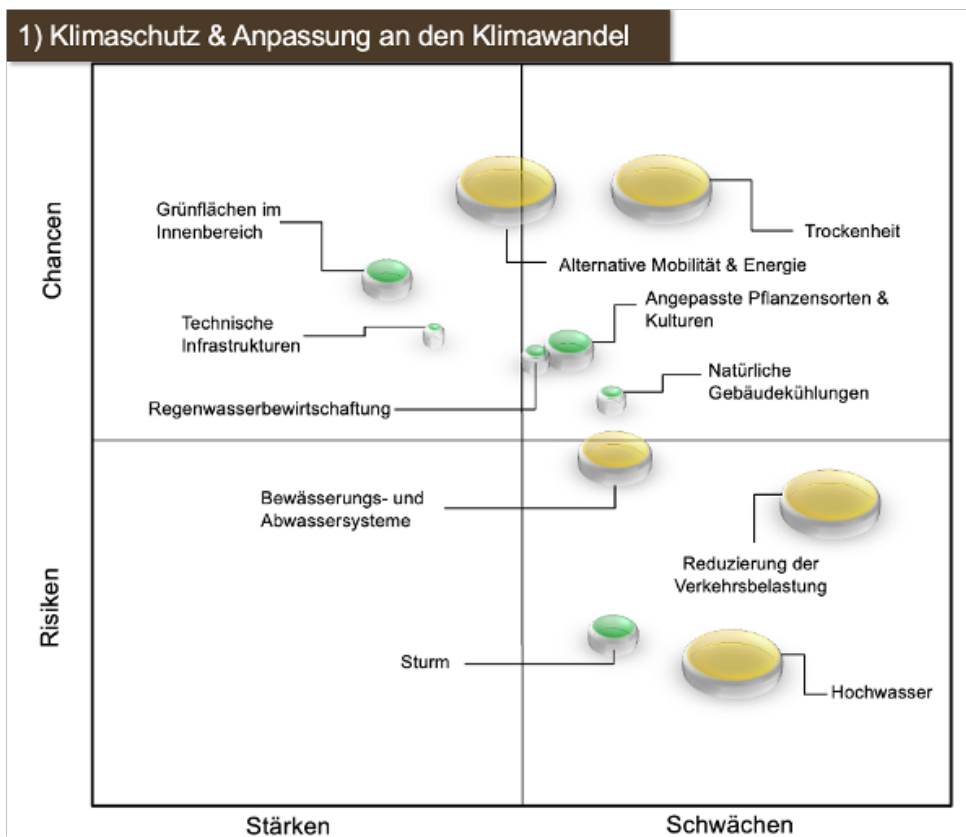 1) Klimaschutz & Anpassung an den Klimawandel
Chancen
Grünflächen im
Innenbereich
Trockenheit
Alternative Mobilität & Energie
Technische
Infrastrukturen
Angepasste Pflanzensorten &
Kulturen
Regenwasserbewirtschaftung
Natürliche
Gebäudekühlungen
Risiken
Bewässerungs- und
Abwassersysteme
Reduzierung der
Verkehrsbelastung
Sturm
Hochwasser
Stärken
Schwächen